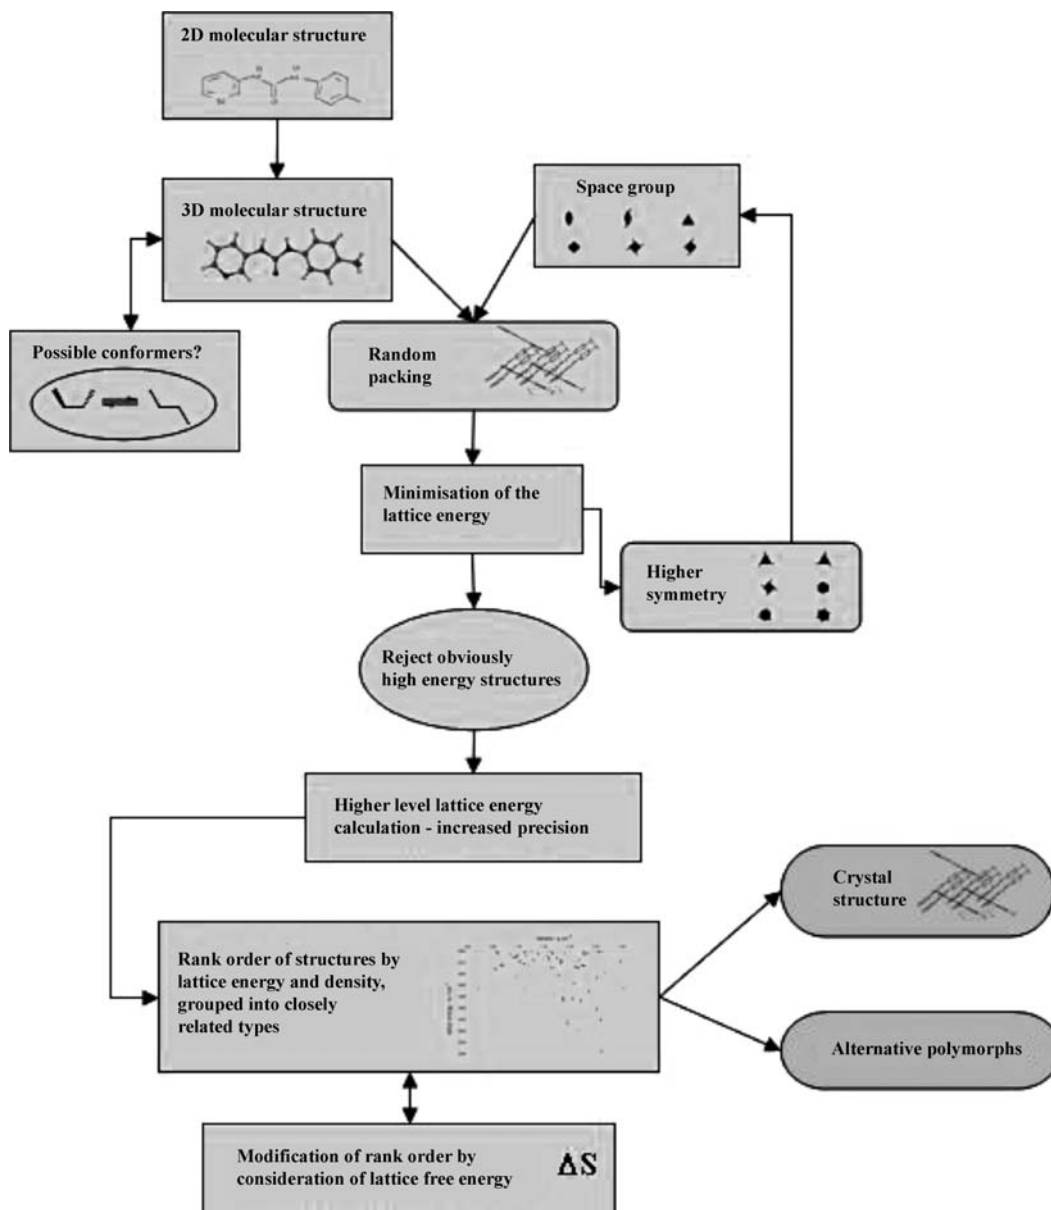 2D molecular structure
3D molecular structure
Space group
Possible conformers?
Random
packing
Minimisation of the
lattice energy
Higher
symmetry
Reject obviously
high energy structures
Higher level lattice energy
calculation - increased precision
Crystal
structure
Rank order of structures by
lattice energy and density,
grouped into closely
related types
Alternative polymorphs
Modification of rank order by
consideration of lattice free energy
ΔS